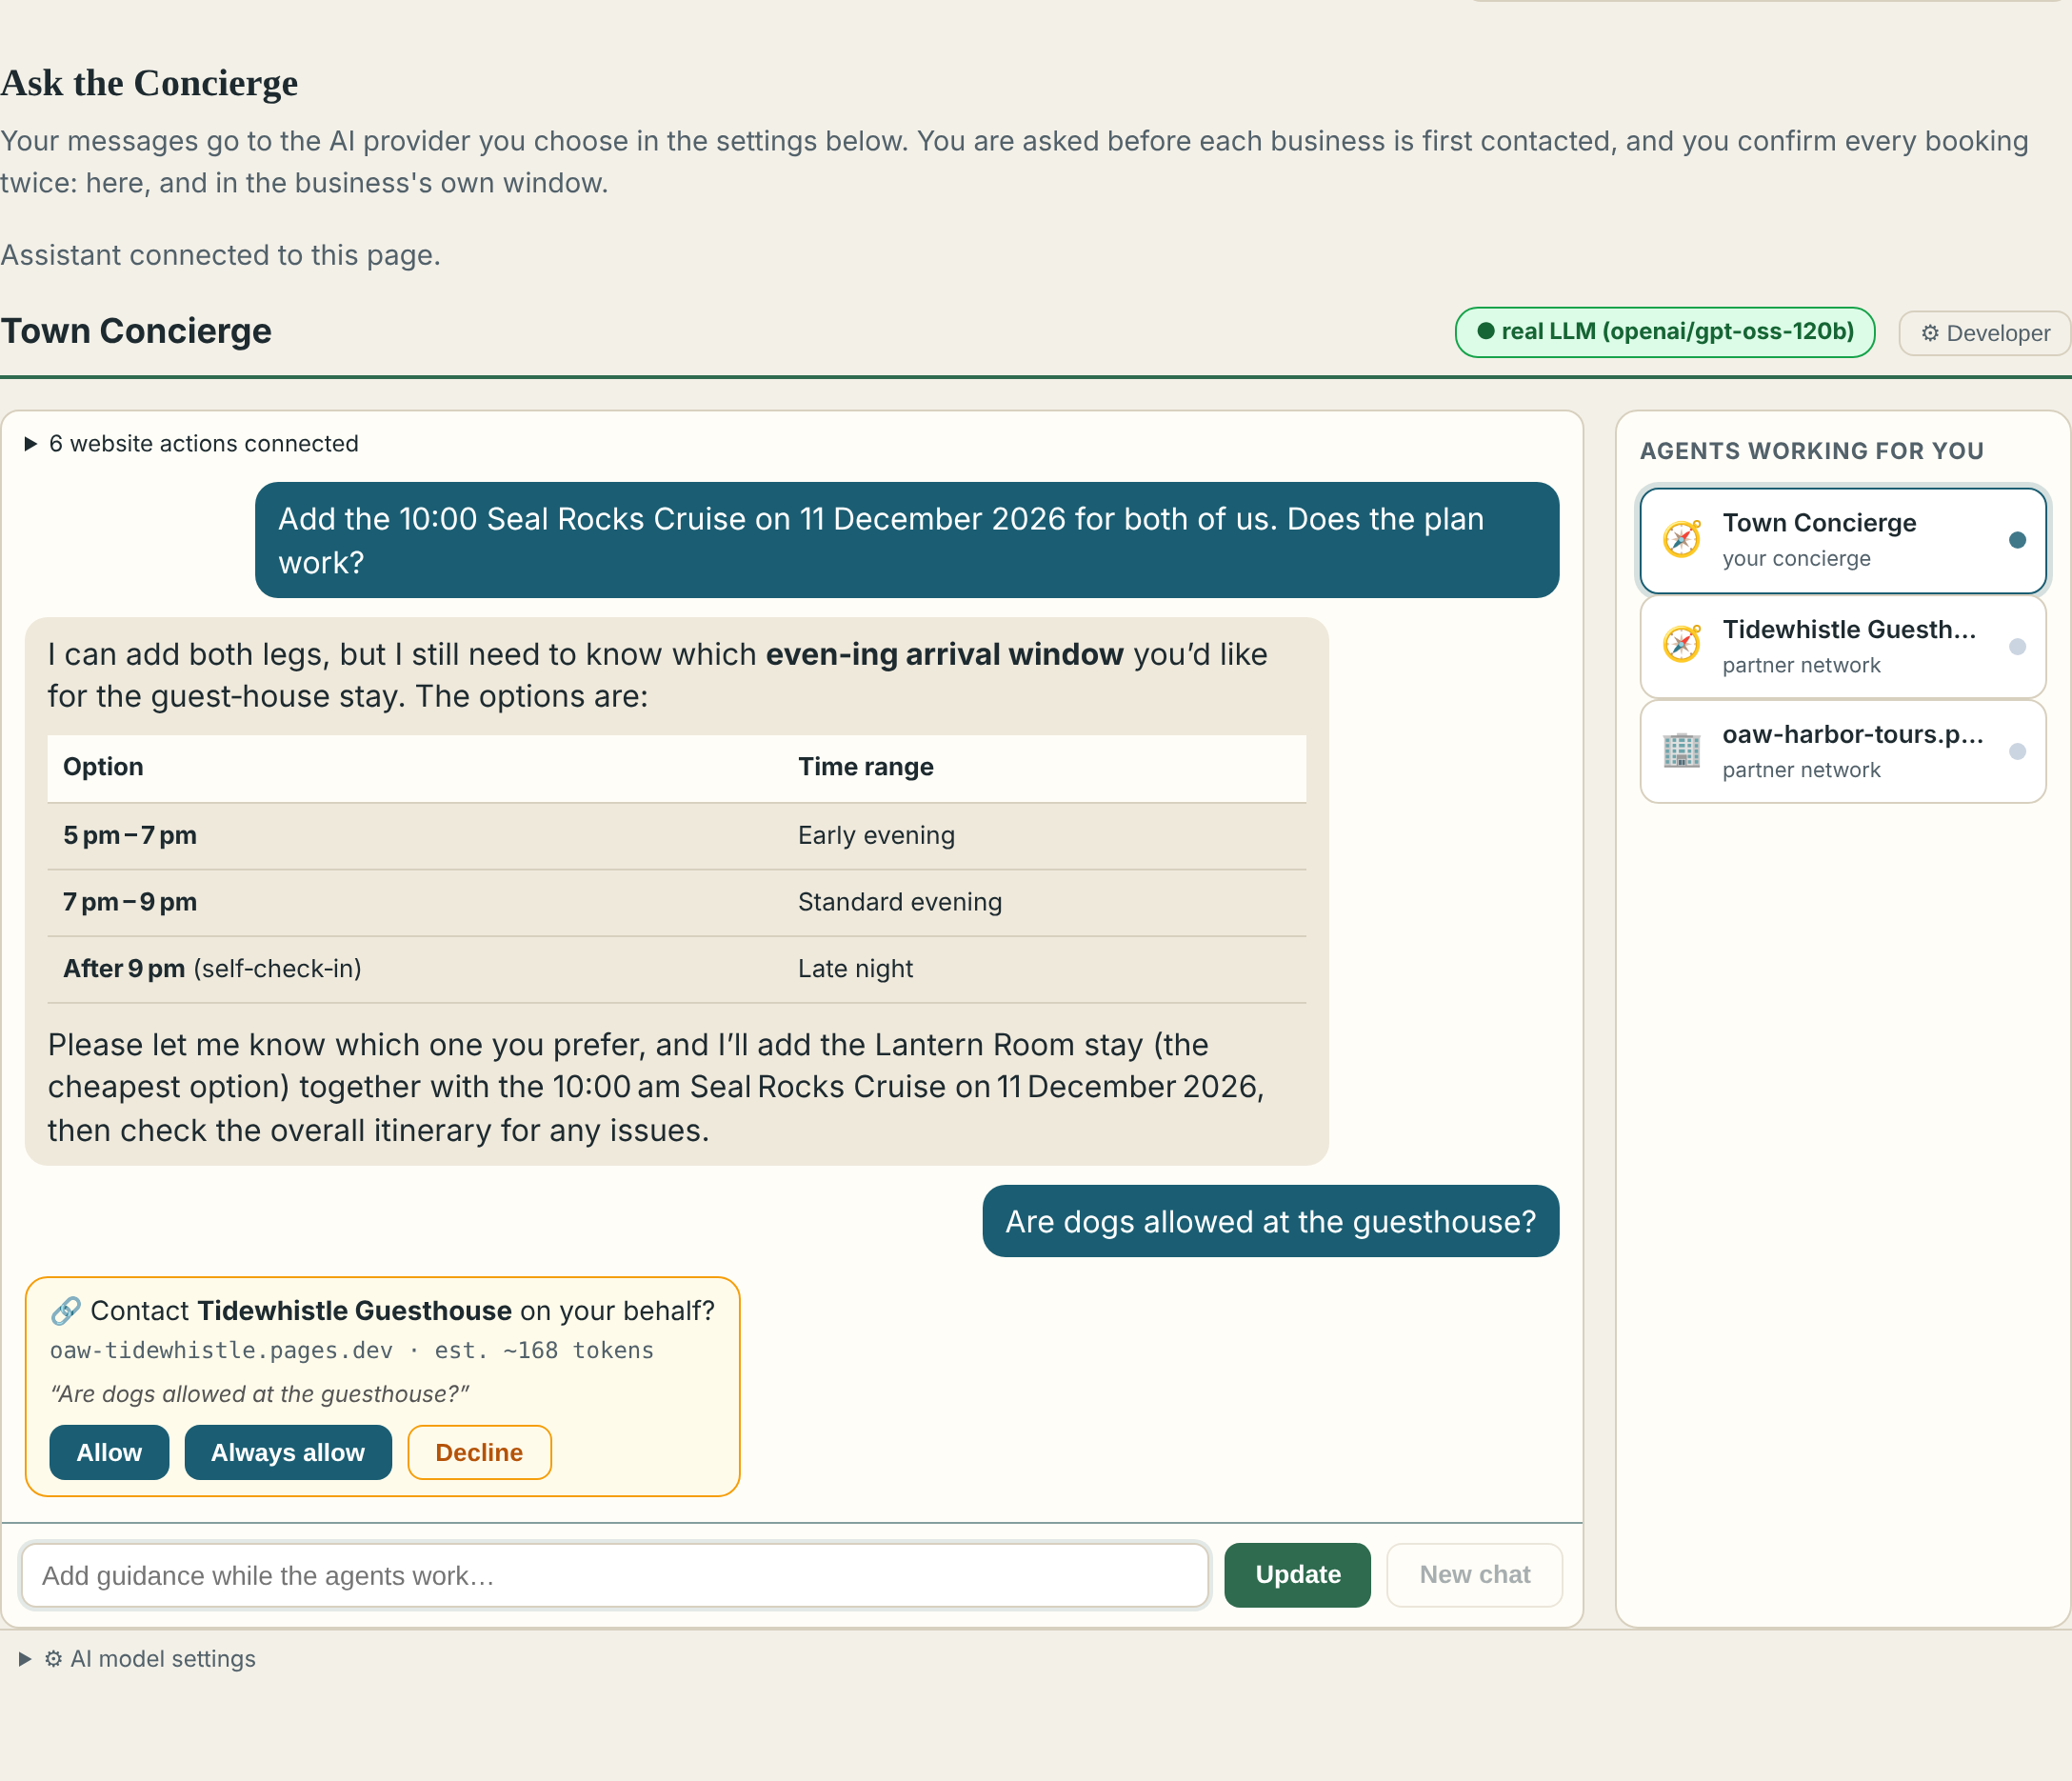 Ask the Concierge
Your messages go to the AI provider you choose in the settings below. You are asked before each business is first contacted, and you confirm every booking
twice: here, and in the business's own window.
Assistant connected to this page.
Town Concierge
real LLM (openai/gpt-oss-120b)
Developer
6 website actions connected
Add the 10:00 Seal Rocks Cruise on 11 December 2026 for both of us. Does the plan
work?
I can add both legs, but I still need to know which even-ing arrival window you’d like
for the guest-house stay. The options are:
Option Time range
5 pm – 7 pm Early evening
7 pm – 9 pm Standard evening
After 9 pm (self-check-in) Late night
Please let me know which one you prefer, and I’ll add the Lantern Room stay (the
cheapest option) together with the 10:00 am Seal Rocks Cruise on 11 December 2026,
then check the overall itinerary for any issues.
Are dogs allowed at the guesthouse?
Contact Tidewhistle Guesthouse on your behalf?
oaw-tidewhistle.pages.dev · est. ~168 tokens
“Are dogs allowed at the guesthouse?”
Allow Always allow Decline
Add guidance while the agents work…
Update New chat
AGENTS WORKING FOR YOU
Town Concierge
your concierge
Tidewhistle Guesth...
partner network
oaw-harbor-tours.p...
partner network
AI model settings